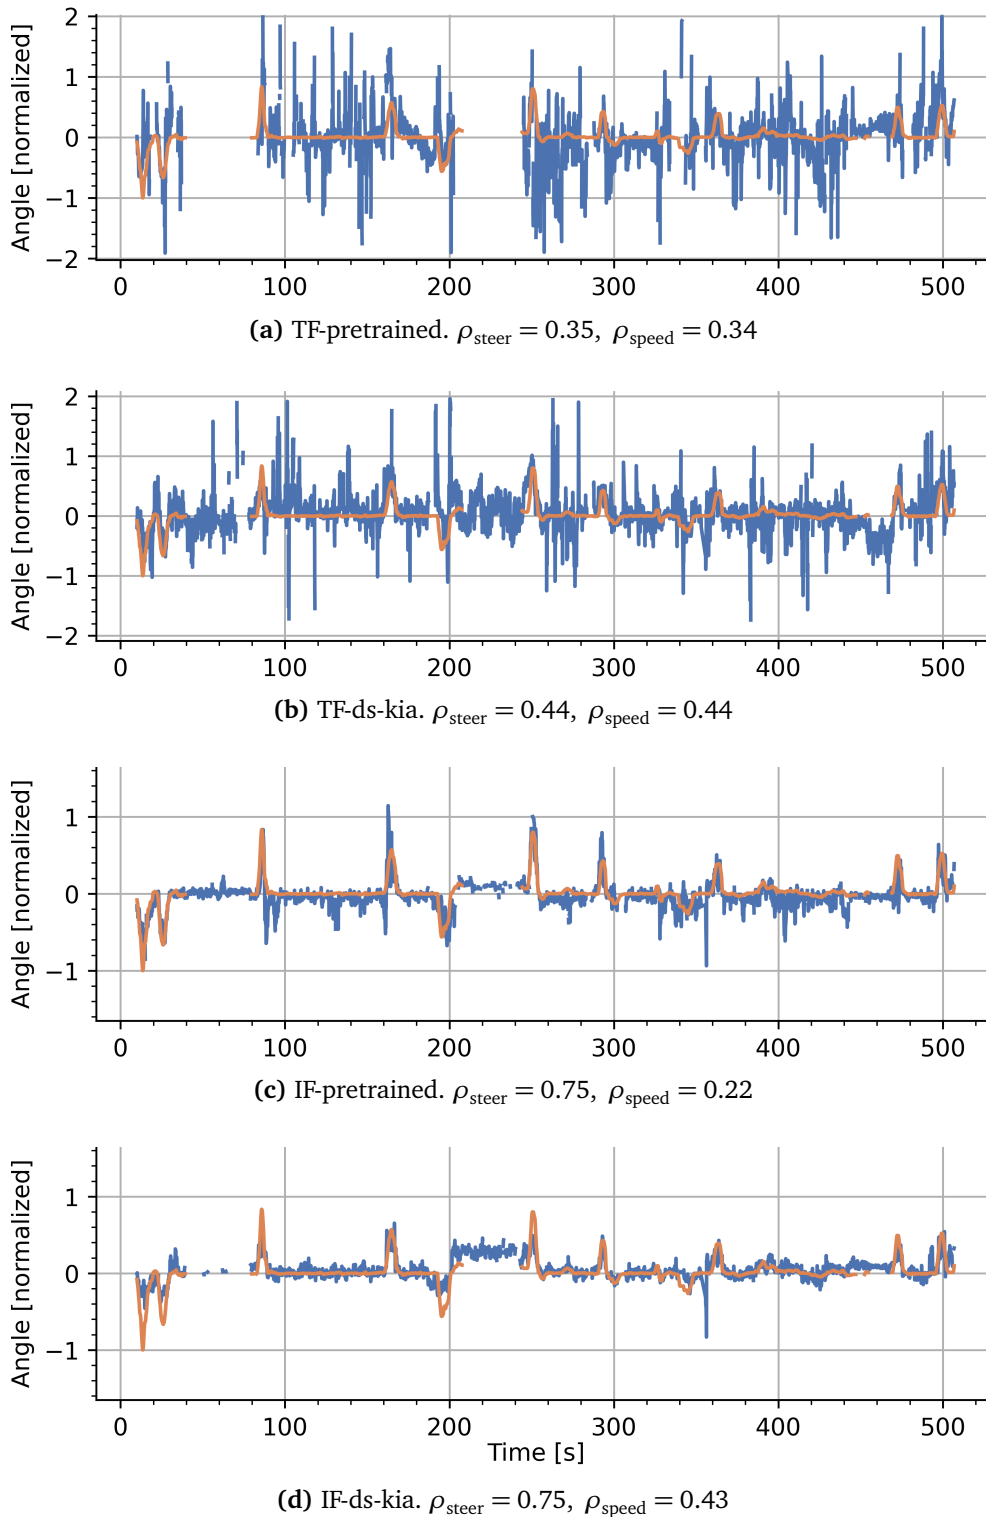 2
1
0
−1
−2
Angle [normalized]
0 100 200 300 400 500
(a) TF-pretrained. ρsteer = 0.35, ρspeed = 0.34
2
1
0
−1
−2
Angle [normalized]
0 100 200 300 400 500
(b) TF-ds-kia. ρsteer = 0.44, ρspeed = 0.44
1
0
−1
Angle [normalized]
0 100 200 300 400 500
(c) IF-pretrained. ρsteer = 0.75, ρspeed = 0.22
1
0
−1
Angle [normalized]
0 100 200 300 400 500
Time [s]
(d) IF-ds-kia. ρsteer = 0.75, ρspeed = 0.43